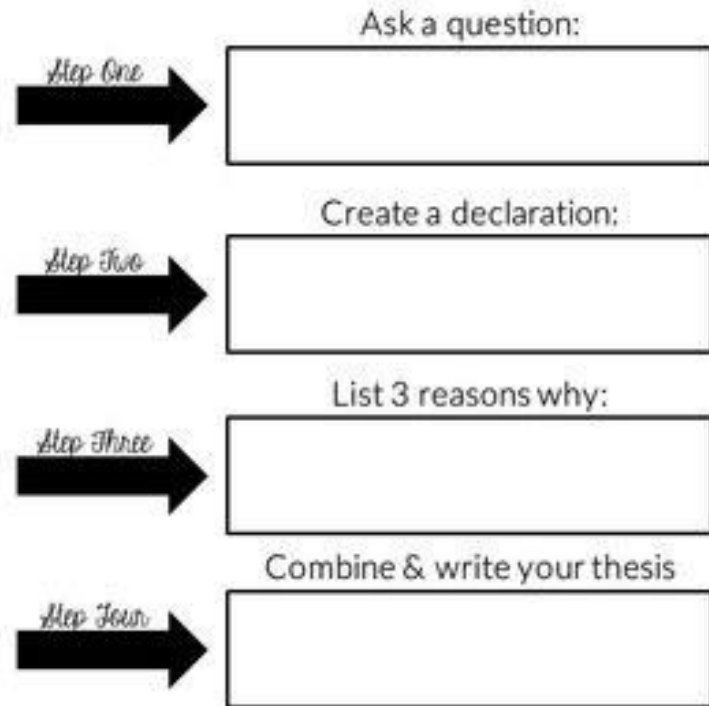 Ask a question:
Step One
Create a declaration:
Step Two
List 3 reasons why:
Step Three
Combine & write your thesis
Step Four